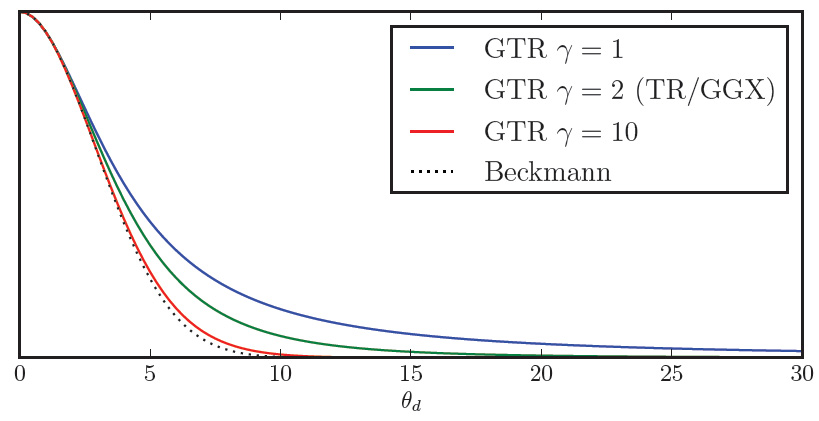 GTR γ = 1
GTR γ = 2 (TR/GGX)
GTR γ = 10
Beckmann
0 5 10 15 20 25 30
θd